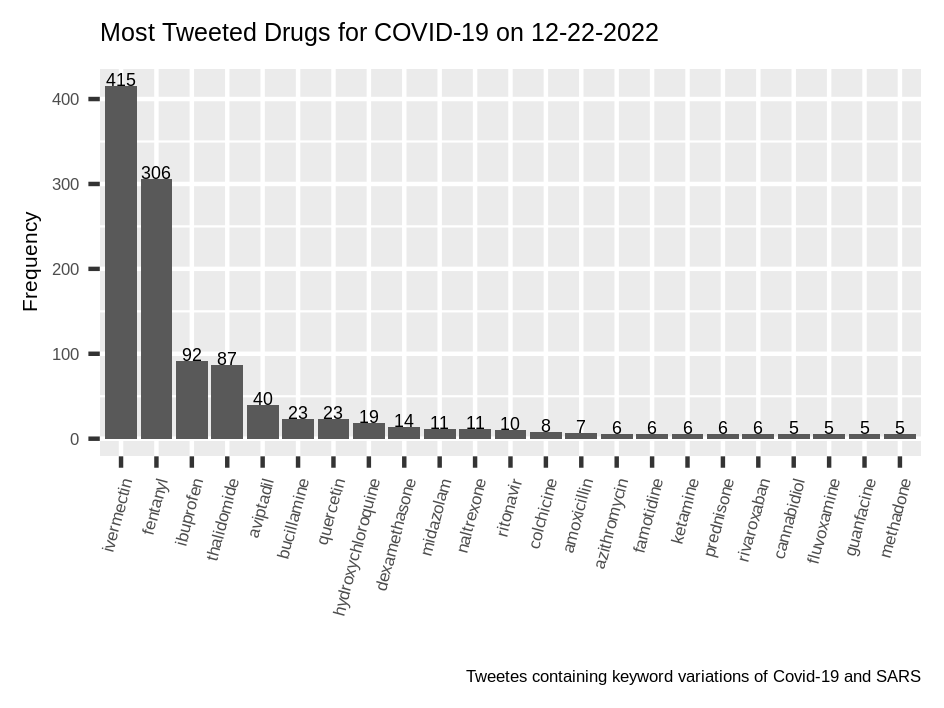 Most Tweeted Drugs for COVID-19 on 12-22-2022
Frequency
400
300
200
100
0
415
306
92
87
40
23
23
19
14
11
11
10
8
7
6
6
6
6
6
5
5
5
5
ivermectin
fentanyl
ibuprofen
thalidomide
aviptadil
bucillamine
quercetin
hydroxychloroquine
dexamethasone
midazolam
naltrexone
ritonavir
colchicine
amoxicillin
azithromycin
famotidine
ketamine
prednisone
rivaroxaban
cannabidiol
fluvoxamine
guanfacine
methadone
Tweetes containing keyword variations of Covid-19 and SARS